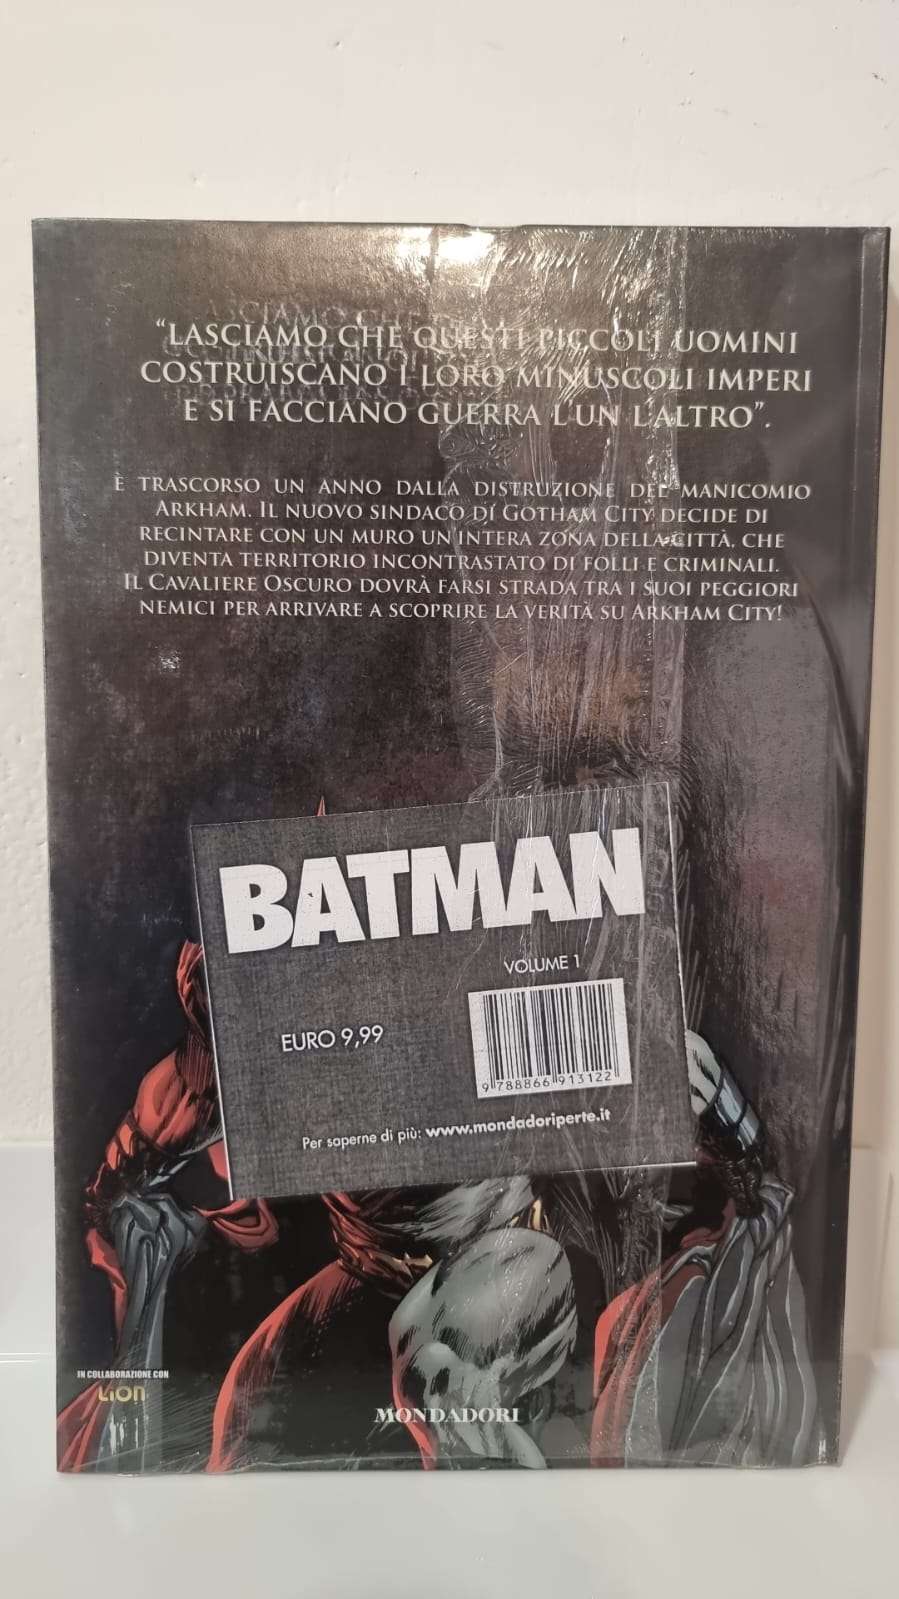 “LASCIAMO CHE QUESTI PICCOLI UOMINI
COSTRUISCANO I LORO MINUSCOLI IMPERI
E SI FACCIANO GUERRA L'UN L'ALTRO”.
È TRASCORSO UN ANNO DALLA DISTRUZIONE DEL MANICOMIO
ARKHAM. IL NUOVO SINDACO DI GOTHAM CITY DECIDE DI
RECINTARE CON UN MURO UN INTERA ZONA DELLA CITTÀ, CHE
DIVENTA TERRITORIO INCONTRASTATO DI FOLLI E CRIMINALI.
IL CAVALIERE OSCURO DOVRÀ FARSI STRADA TRA I SUOI PEGGIORI
NEMICI PER ARRIVARE A SCOPRIRE LA VERITÀ SU ARKHAM CITY!
BATMAN
VOLUME 1
EURO 9,99
9 788866 913122
Per saperne di più: www.mondadoriperte.it
IN COLLABORAZIONE CON
LION
MONDADORI